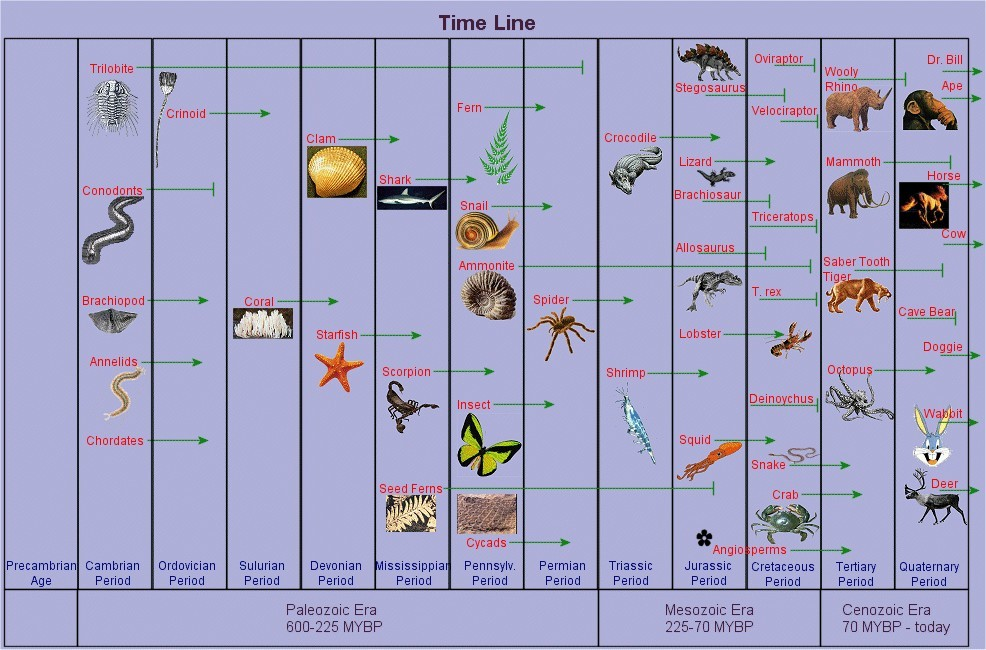 Time Line
Trilobite
Crinoid
Conodonts
Brachiopod
Annelids
Chordates
Coral
Clam
Starfish
Shark
Scorpion
Seed Ferns
Fern
Snail
Ammonite
Insect
Cycads
Spider
Crocodile
Shrimp
Stegosaurus
Lizard
Brachiosaur
Allosaurus
Lobster
Squid
Angiosperms
Oviraptor
Velociraptor
Triceratops
T. rex
Deinoychus
Snake
Crab
Wooly
Rhino
Mammoth
Saber Tooth
Tiger
Octopus
Dr. Bill
Ape
Horse
Cow
Cave Bear
Doggie
Wabbit
Deer
Precambrian
Age
Cambrian
Period
Ordovician
Period
Sulurian
Period
Devonian
Period
Mississippian
Period
Pennsylv.
Period
Permian
Period
Triassic
Period
Jurassic
Period
Cretaceous
Period
Tertiary
Period
Quaternary
Period
Paleozoic Era
600-225 MYBP
Mesozoic Era
225-70 MYBP
Cenozoic Era
70 MYBP - today